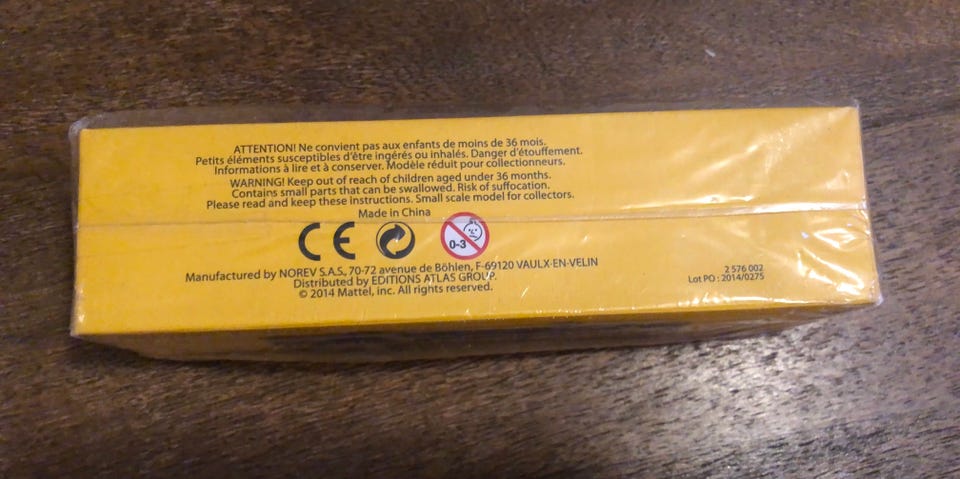 ATTENTION! Ne convient pas aux enfants de moins de 36 mois.
Petits éléments susceptibles d'être ingérés ou inhalés. Danger d'étouffement.
Informations à lire et à conserver. Modèle réduit pour collectionneurs.
WARNING! Keep out of reach of children aged under 36 months.
Contains small parts that can be swallowed. Risk of suffocation.
Please read and keep these instructions. Small scale model for collectors.
Made in China
CE
0-3
Manufactured by NOREV S.A.S., 70-72 avenue de Böhlen, F-69120 VAULX-EN-VELIN
Distributed by EDITIONS ATLAS GROUP.
© 2014 Mattel, inc. All rights reserved.
2 576 002
Lot PO : 2014/0275